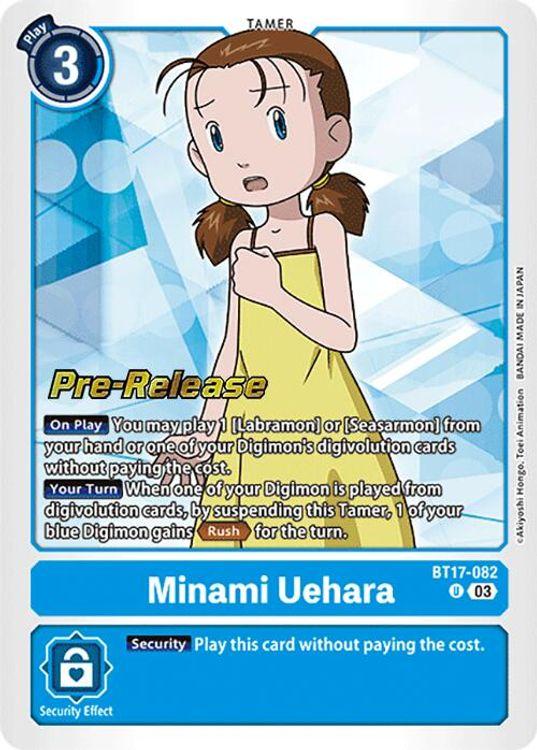 TAMER
Play
3
Pre-Release
On Play You may play 1 [Labramon] or [Seasarmon] from
your hand or one of your Digimon's digivolution cards
without paying the cost.
Your Turn When one of your Digimon is played from
digivolution cards, by suspending this Tamer, 1 of your
blue Digimon gains Rush for the turn.
©Akiyoshi Hongo, Toei Animation BANDAI MADE IN JAPAN
BT17-082
Minami Uehara
U 03
Security Play this card without paying the cost.
Security Effect